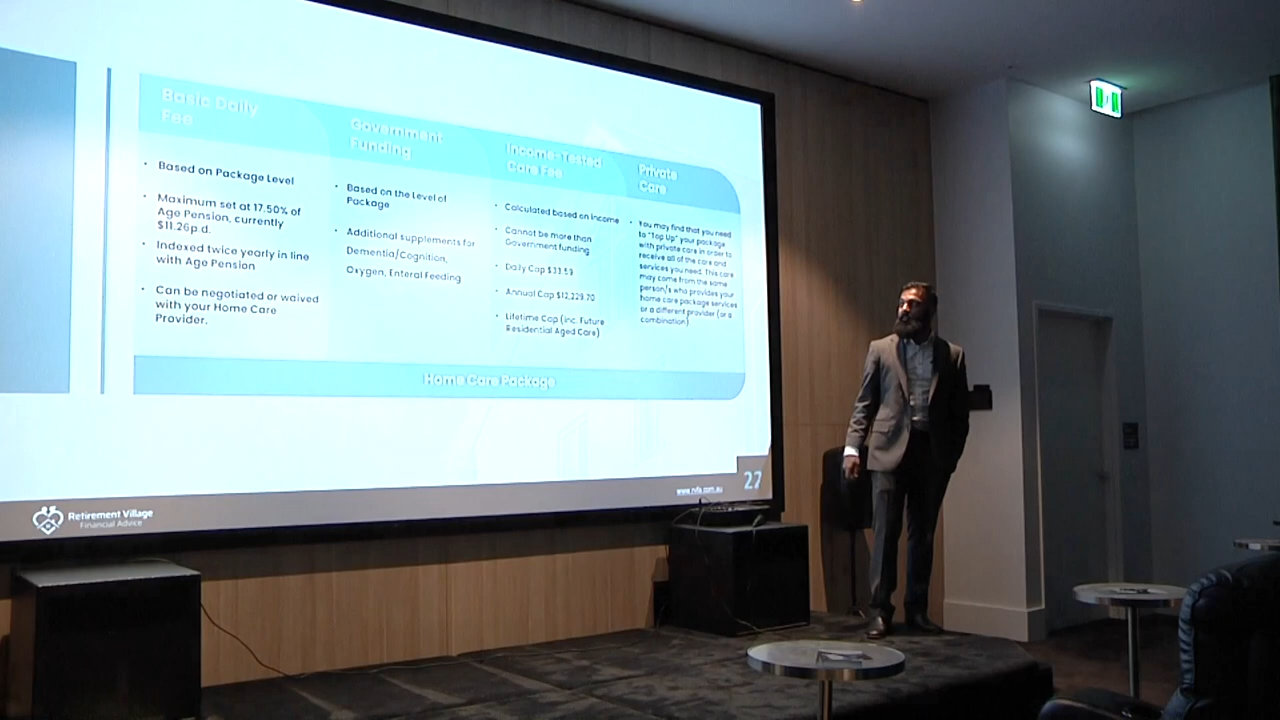 Basic Daily
Fee
• Based on Package Level
• Maximum set at 17.50% of
Age Pension, currently
$11.26p.d.
• Indexed twice yearly in line
with Age Pension
• Can be negotiated or waived
with your Home Care
Provider.
Government
Funding
• Based on the Level of
Package
• Additional supplements for
Dementia/Cognition,
Oxygen, Enteral Feeding
Income-Tested
Care Fee
• Calculated based on income
• Cannot be more than
Government funding
• Daily Cap $33.59
• Annual Cap $12,229.70
• Lifetime Cap (inc. Future
Residential Aged Care)
Private
Care
• You may find that you need
to "Top Up" your package
with private care in order to
receive all of the care and
services you need. This care
may come from the same
person/s who provides your
home care package services
or a different provider (or a
combination)
Home Care Package
Retirement Village
Financial Advice
www.rvfa.com.au
22